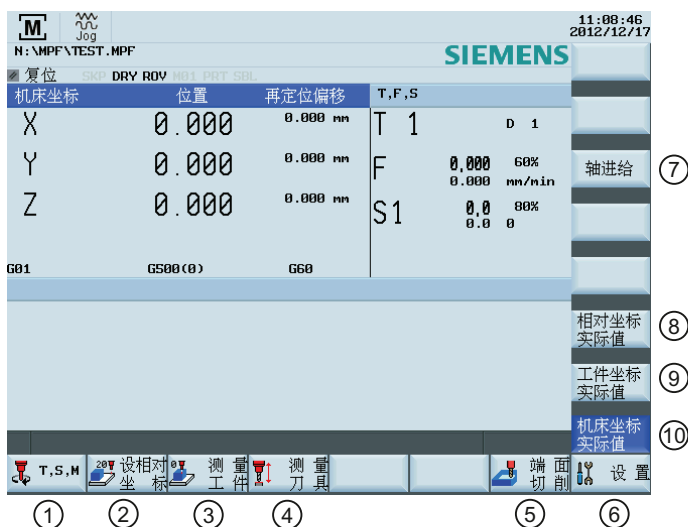 M
Jog
11:08:46
2012/12/17
N:\MPF\TEST.MPF
SIEMENS
复位 SKP DRY ROV M01 PRT SBL
机床坐标 位置 再定位偏移 T,F,S
X 0.000 0.000 mm T 1 D 1
Y 0.000 0.000 mm F 0,000 60%
0.000 mm/min
Z 0.000 0.000 mm S1 0,0 80%
0.0 0
G01 G500(0) G60
轴进给 ⑦
相对坐标
实际值 ⑧
工件坐标
实际值 ⑨
机床坐标
实际值 ⑩
T,S,M
设相对
坐标
测量
工件
测量
刀具
端面
切削
设置
① ② ③ ④ ⑤ ⑥